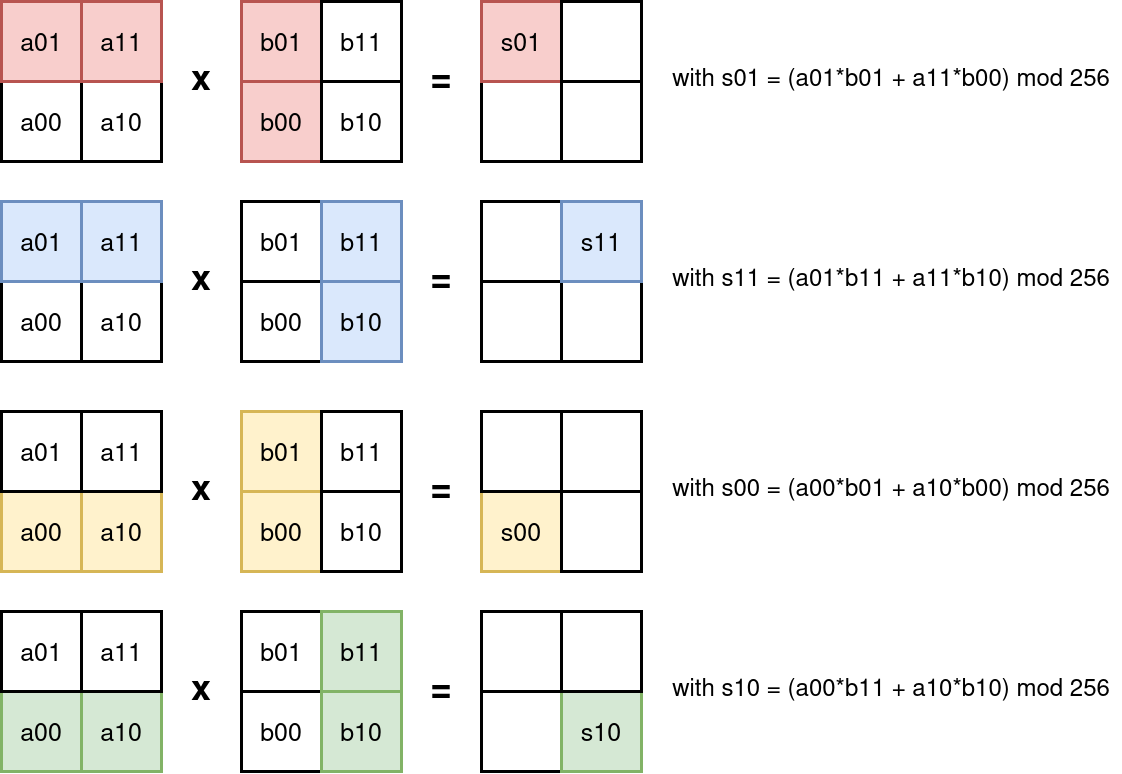 a01 a11 b01 b11 s01
x = with s01 = (a01*b01 + a11*b00) mod 256
a00 a10 b00 b10
a01 a11 b01 b11 s11
x = with s11 = (a01*b11 + a11*b10) mod 256
a00 a10 b00 b10
a01 a11 b01 b11
x = with s00 = (a00*b01 + a10*b00) mod 256
a00 a10 b00 b10 s00
a01 a11 b01 b11
x = with s10 = (a00*b11 + a10*b10) mod 256
a00 a10 b00 b10 s10